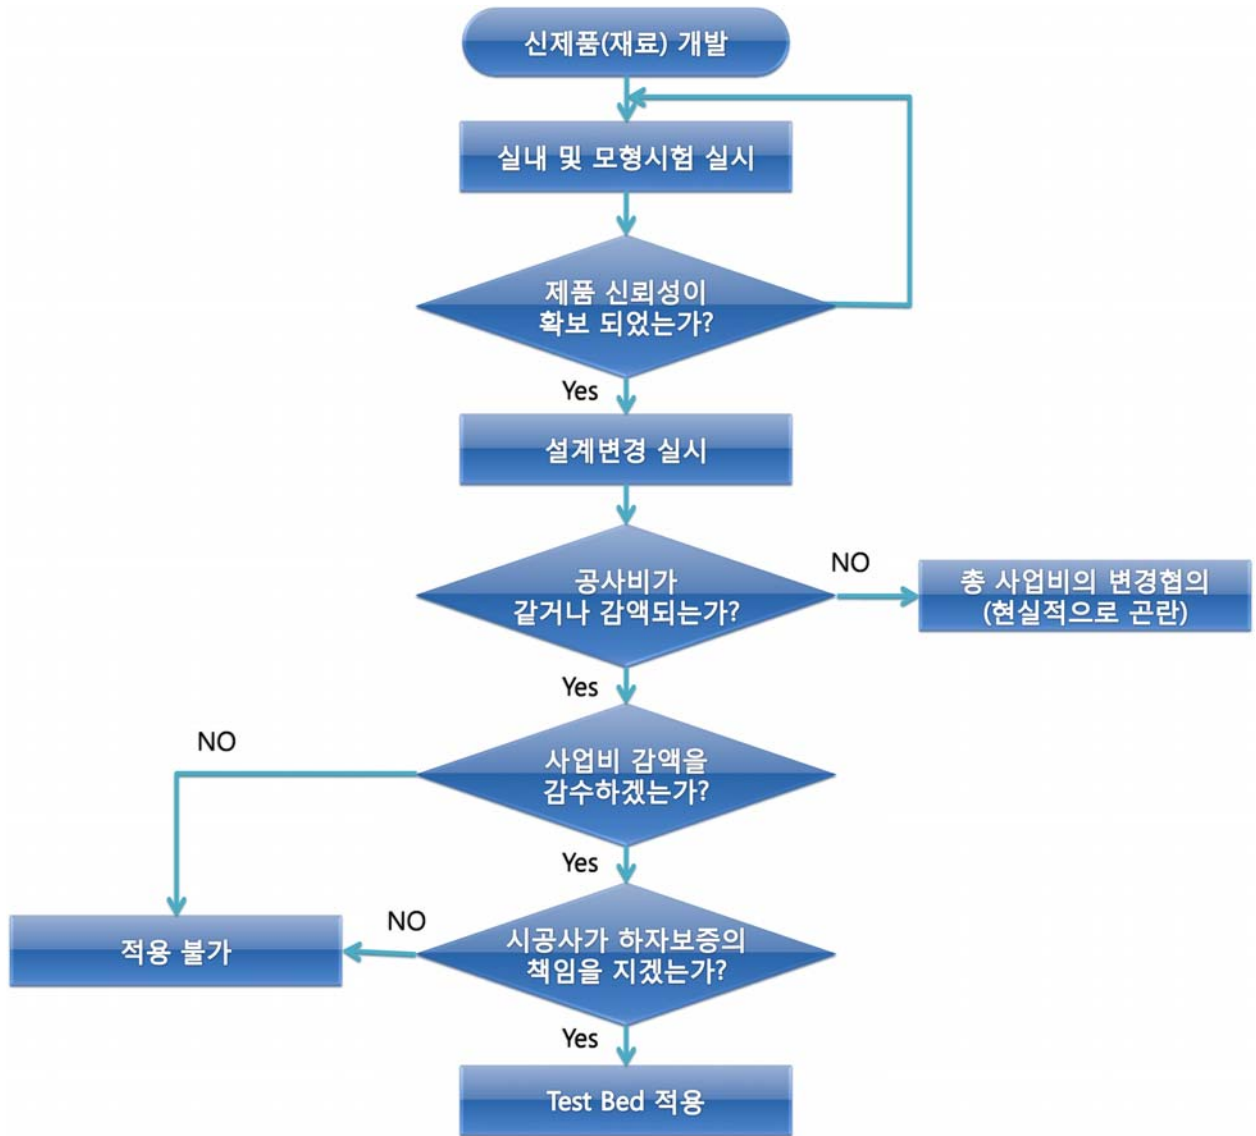 신제품(재료) 개발
실내 및 모형시험 실시
제품 신뢰성이
확보 되었는가?
Yes
설계변경 실시
공사비가
같거나 감액되는가?
NO
총 사업비의 변경협의
(현실적으로 곤란)
Yes
사업비 감액을
감수하겠는가?
NO
Yes
시공사가 하자보증의
책임을 지겠는가?
NO
적용 불가
Yes
Test Bed 적용